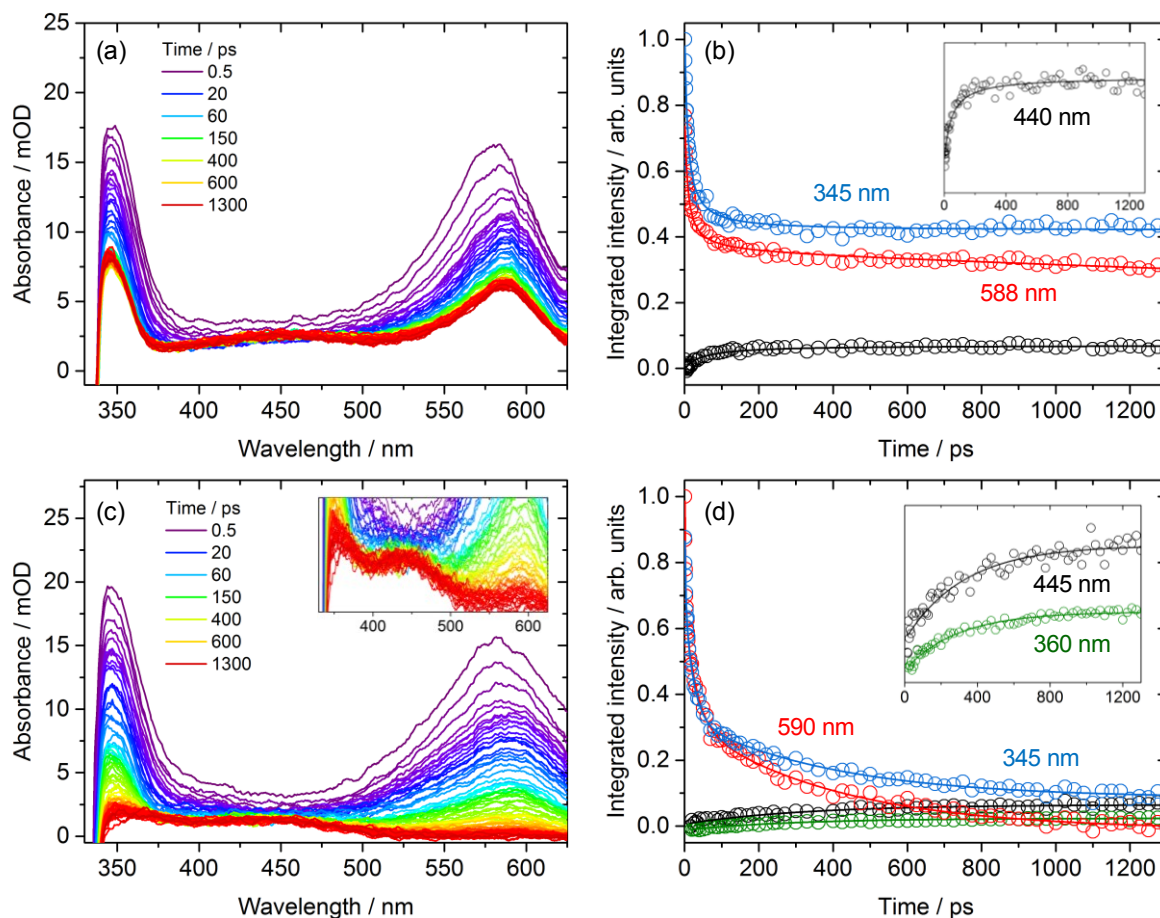 (a)
Time / ps
0.5
20
60
150
400
600
1300
Absorbance / mOD
25
20
15
10
5
0
350 400 450 500 550 600
Wavelength / nm
(b)
440 nm
0 400 800 1200
345 nm
588 nm
Integrated intensity / arb. units
1.0
0.8
0.6
0.4
0.2
0.0
0 200 400 600 800 1000 1200
Time / ps
(c)
Time / ps
0.5
20
60
150
400
600
1300
400 500 600
Absorbance / mOD
25
20
15
10
5
0
350 400 450 500 550 600
Wavelength / nm
(d)
445 nm
360 nm
0 400 800 1200
590 nm
345 nm
Integrated intensity / arb. units
1.0
0.8
0.6
0.4
0.2
0.0
0 200 400 600 800 1000 1200
Time / ps